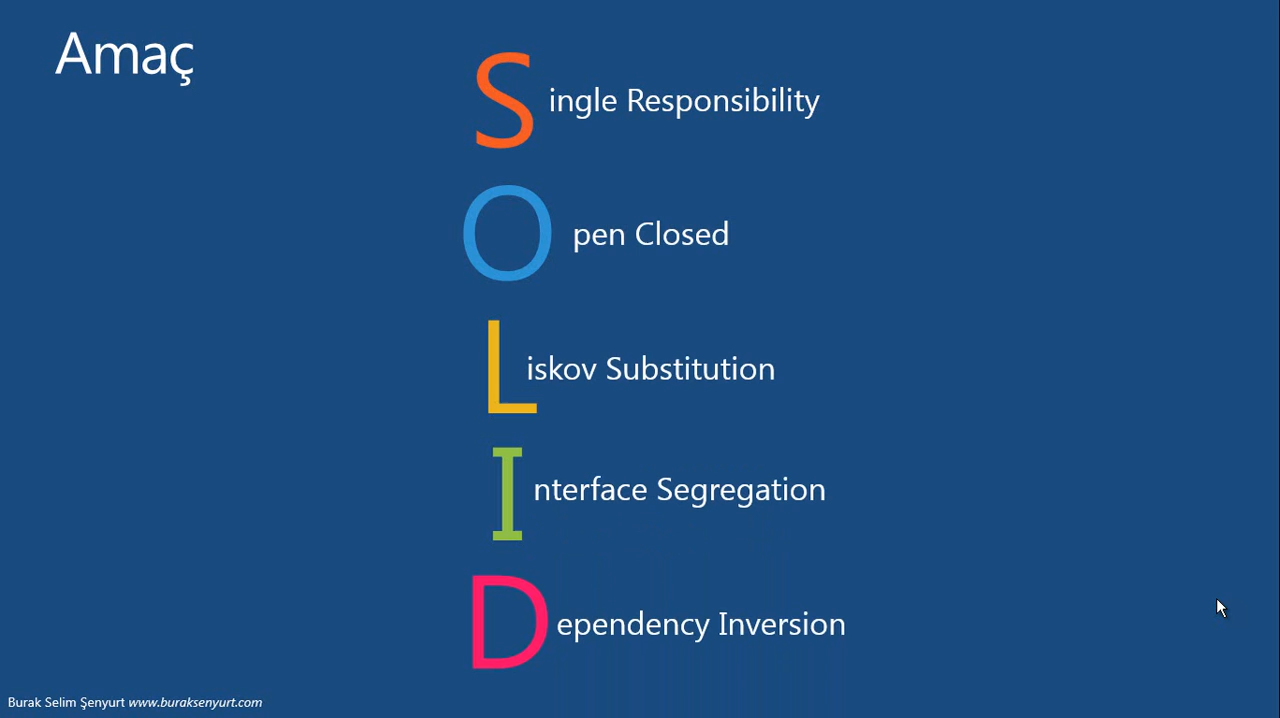 Amaç
Single Responsibility
Open Closed
Liskov Substitution
Interface Segregation
Dependency Inversion
Burak Selim Şenyurt www.buraksenyurt.com